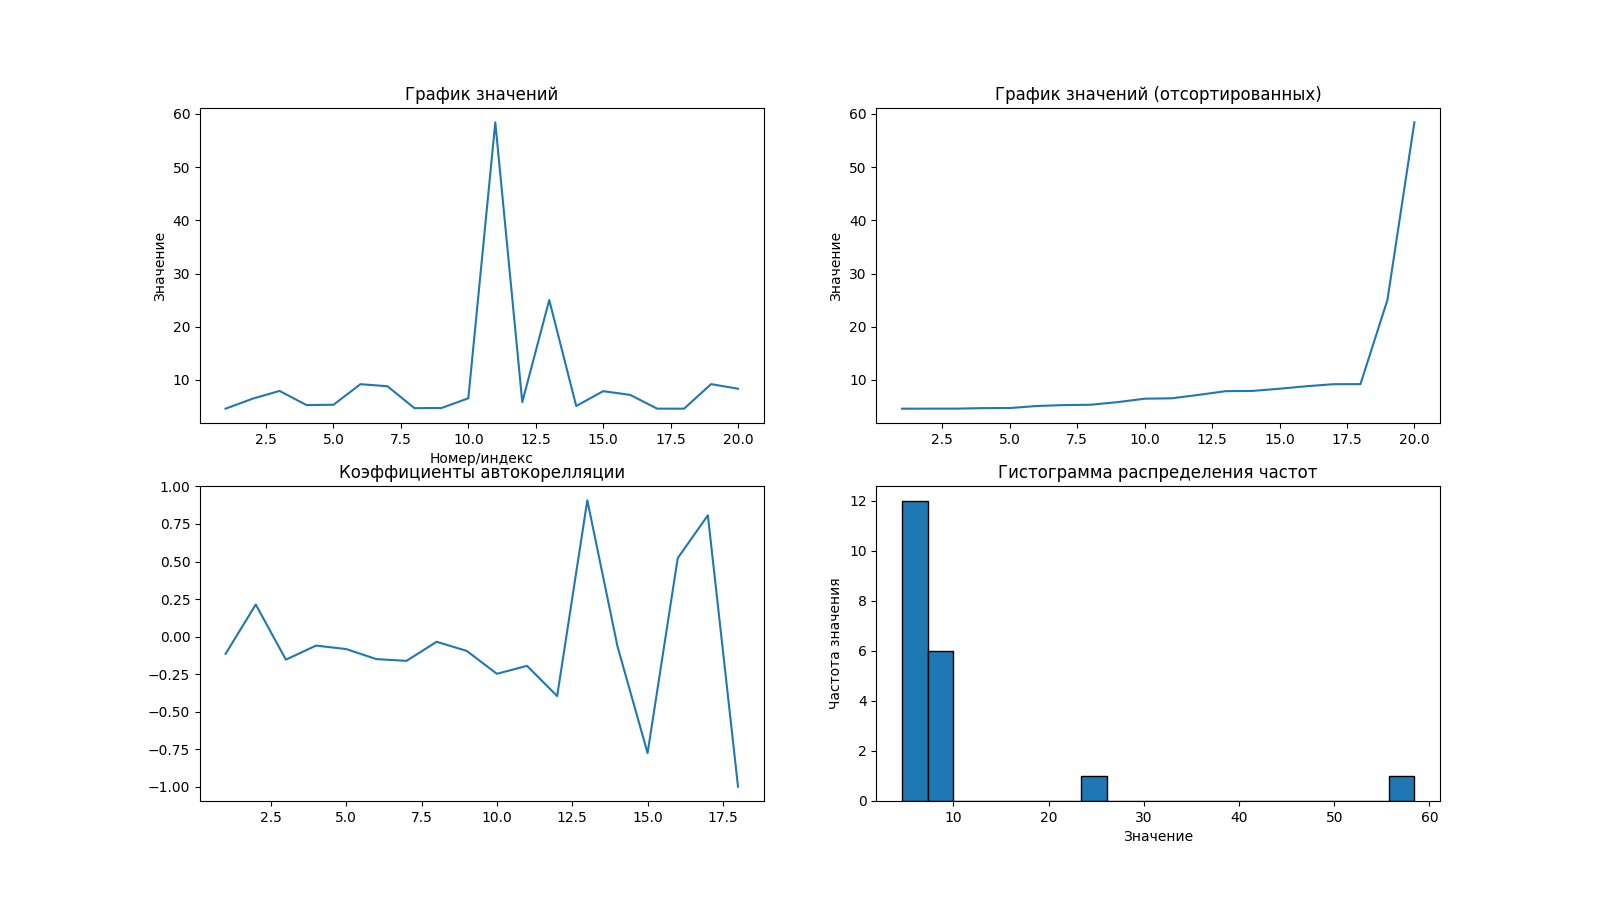 График значений
60
50
40
30
20
10
Значение
2.5 5.0 7.5 10.0 12.5 15.0 17.5 20.0
Номер/индекс
График значений (отсортированных)
60
50
40
30
20
10
Значение
2.5 5.0 7.5 10.0 12.5 15.0 17.5 20.0
Коэффициенты автокорелляции
1.00
0.75
0.50
0.25
0.00
−0.25
−0.50
−0.75
−1.00
2.5 5.0 7.5 10.0 12.5 15.0 17.5
Гистограмма распределения частот
12
10
8
6
4
2
0
Частота значения
10 20 30 40 50 60
Значение